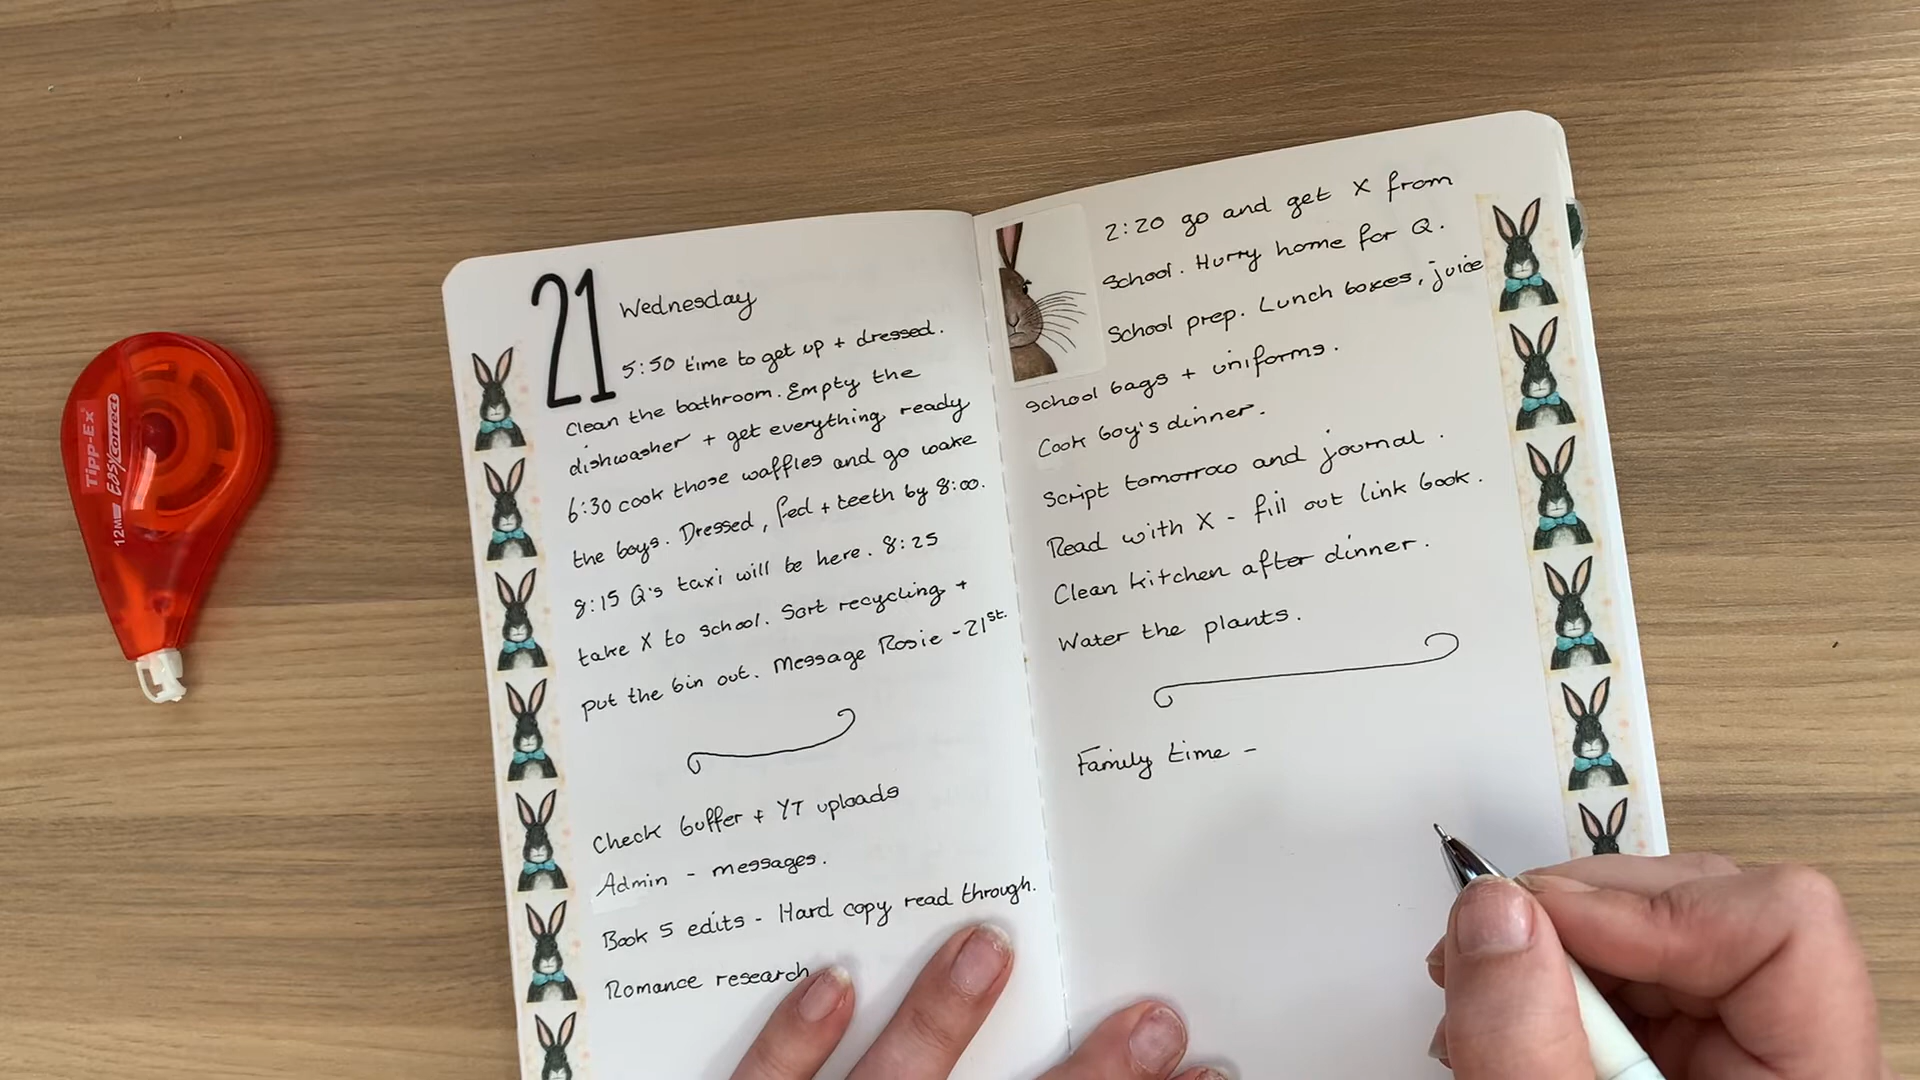 21
Wednesday
5:50 time to get up + dressed.
Clean the bathroom. Empty the
dishwasher + get everything ready
6:30 cook those waffles and go wake
the boys. Dressed, fed + teeth by 8:00.
8:15 Q's taxi will be here. 8:25
take X to school. Sort recycling +
put the bin out. Message Rosie - 21st.
Check buffer + YT uploads
Admin - messages.
Book 5 edits - Hard copy read through.
Romance research
2:20 go and get X from
School. Hurry home for Q.
School prep. Lunch boxes, juice
school bags + uniforms.
Cook boy's dinner.
Script tomorrow and journal.
Read with X - fill out link book.
Clean kitchen after dinner.
Water the plants.
Family time -
Tipp-Ex
Easy correct
12M